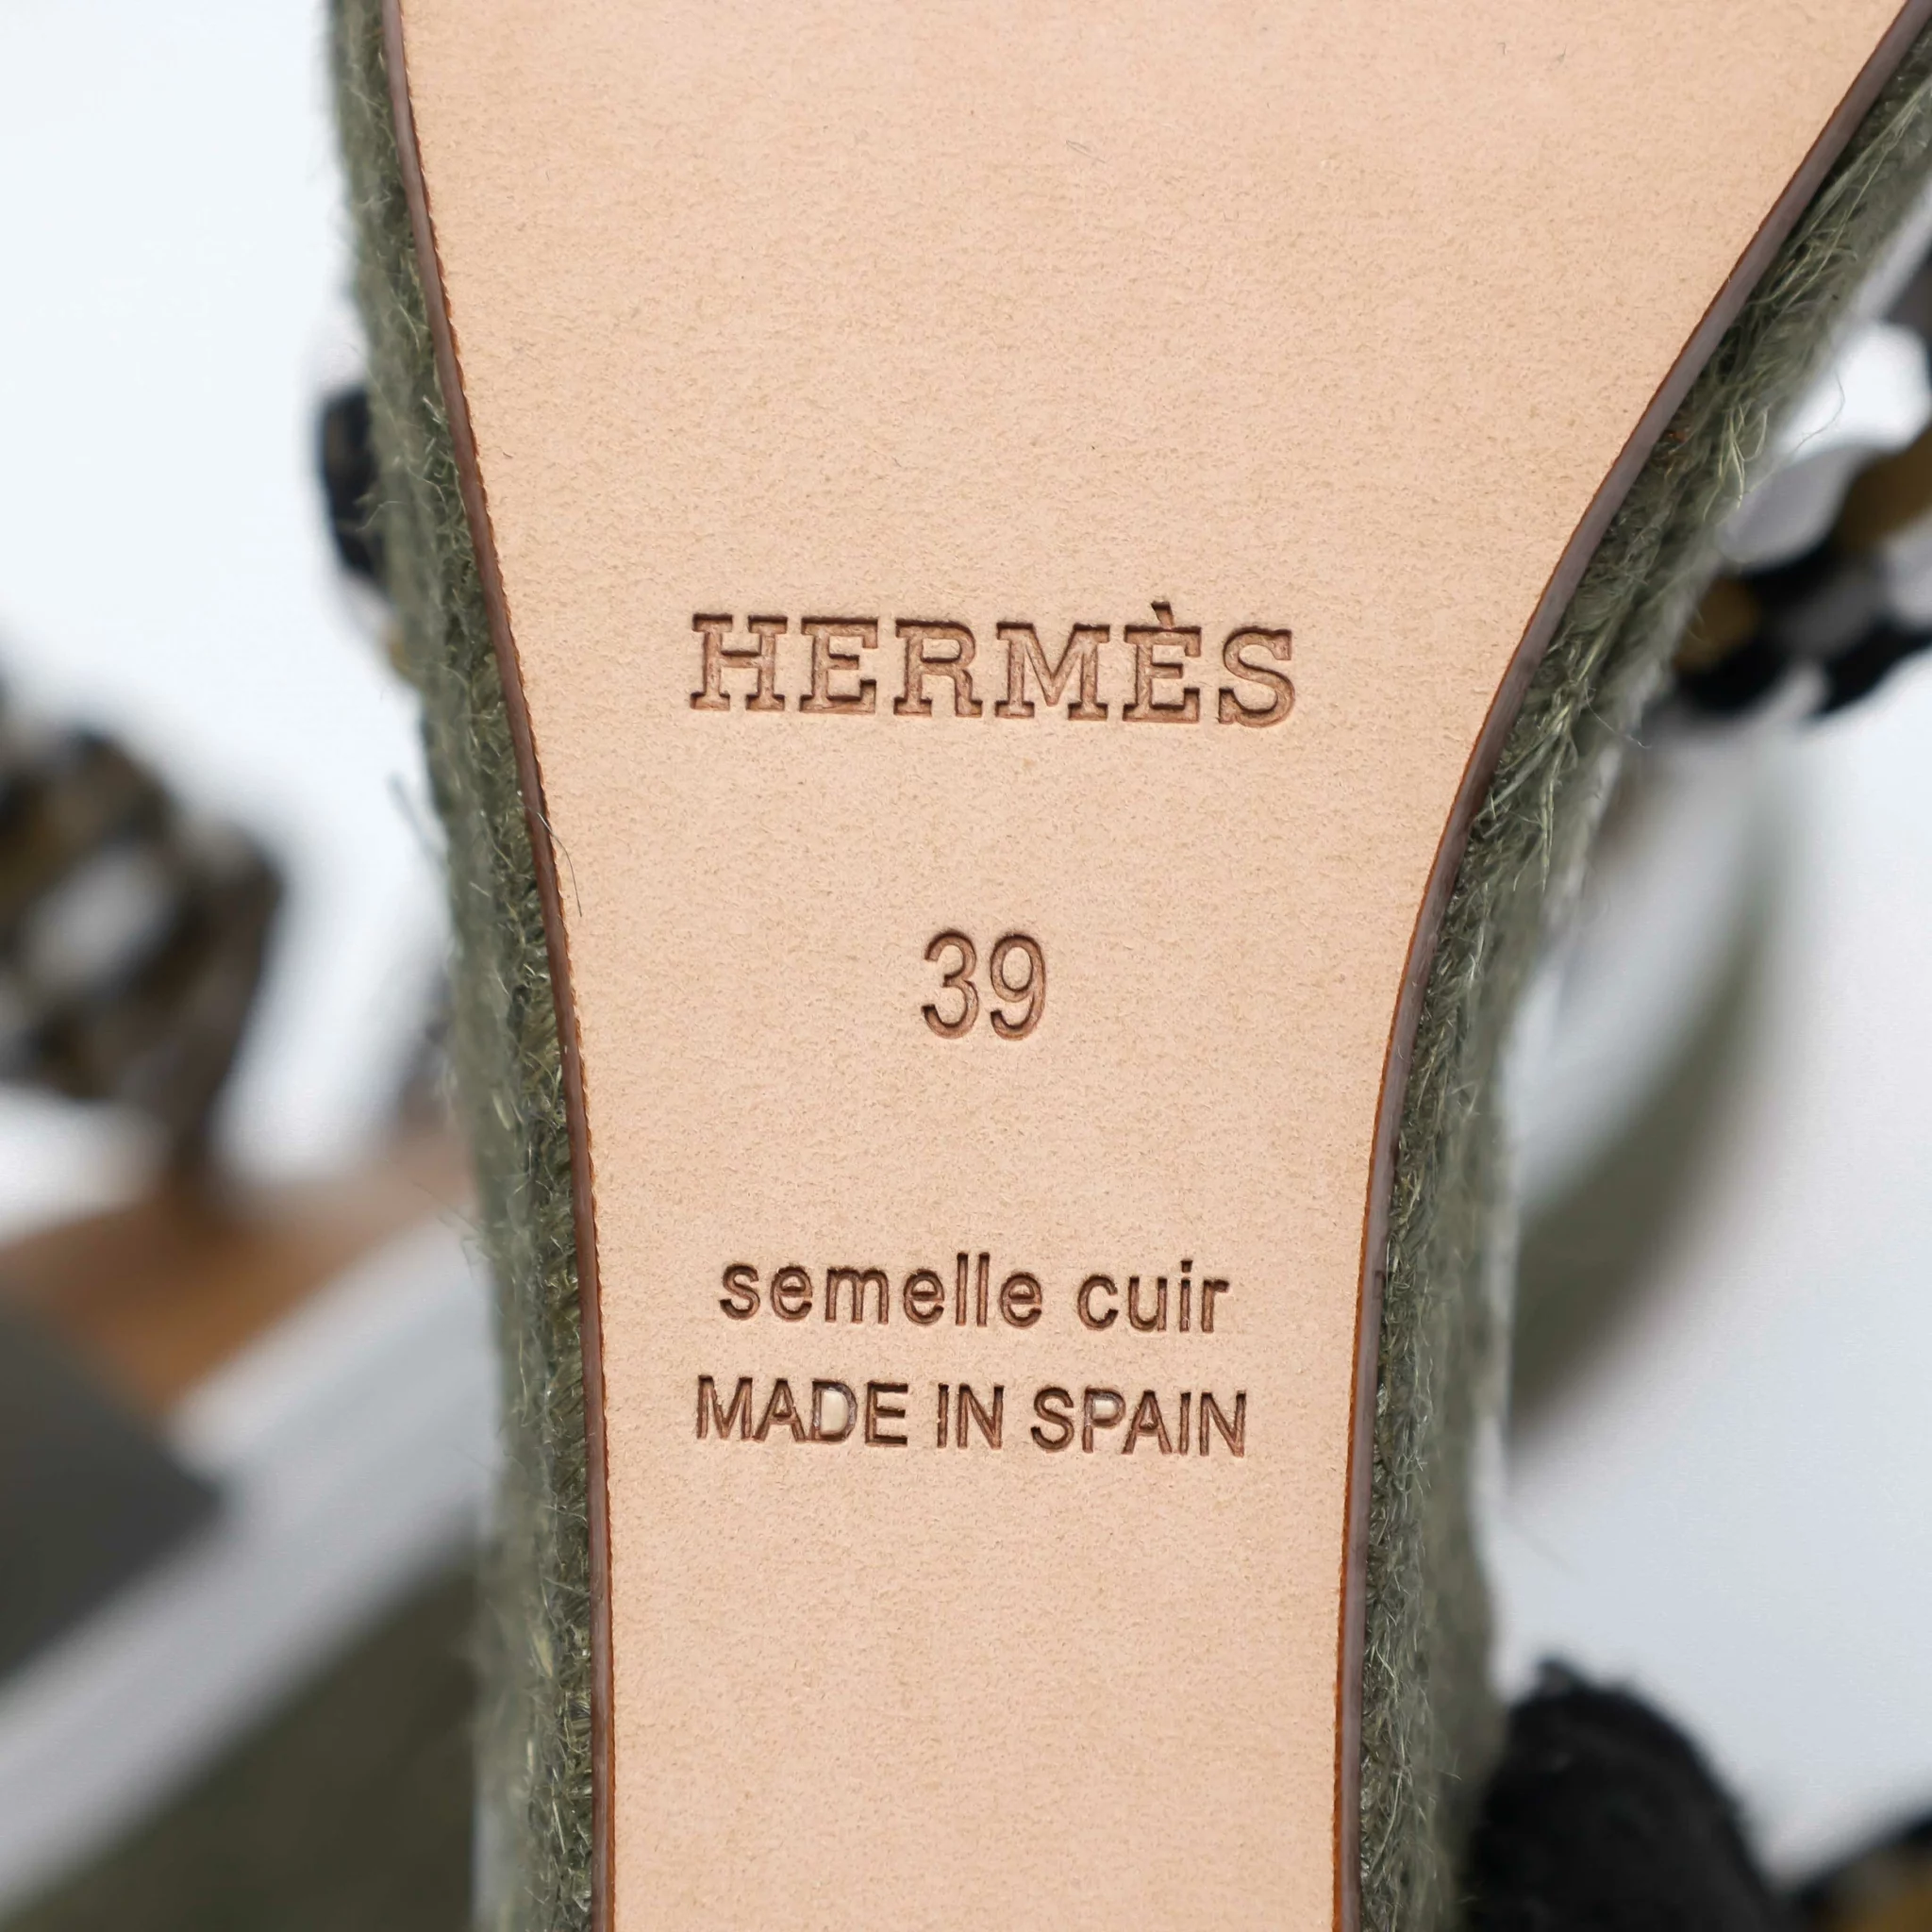 HERMÈS
39
semelle cuir
MADE IN SPAIN